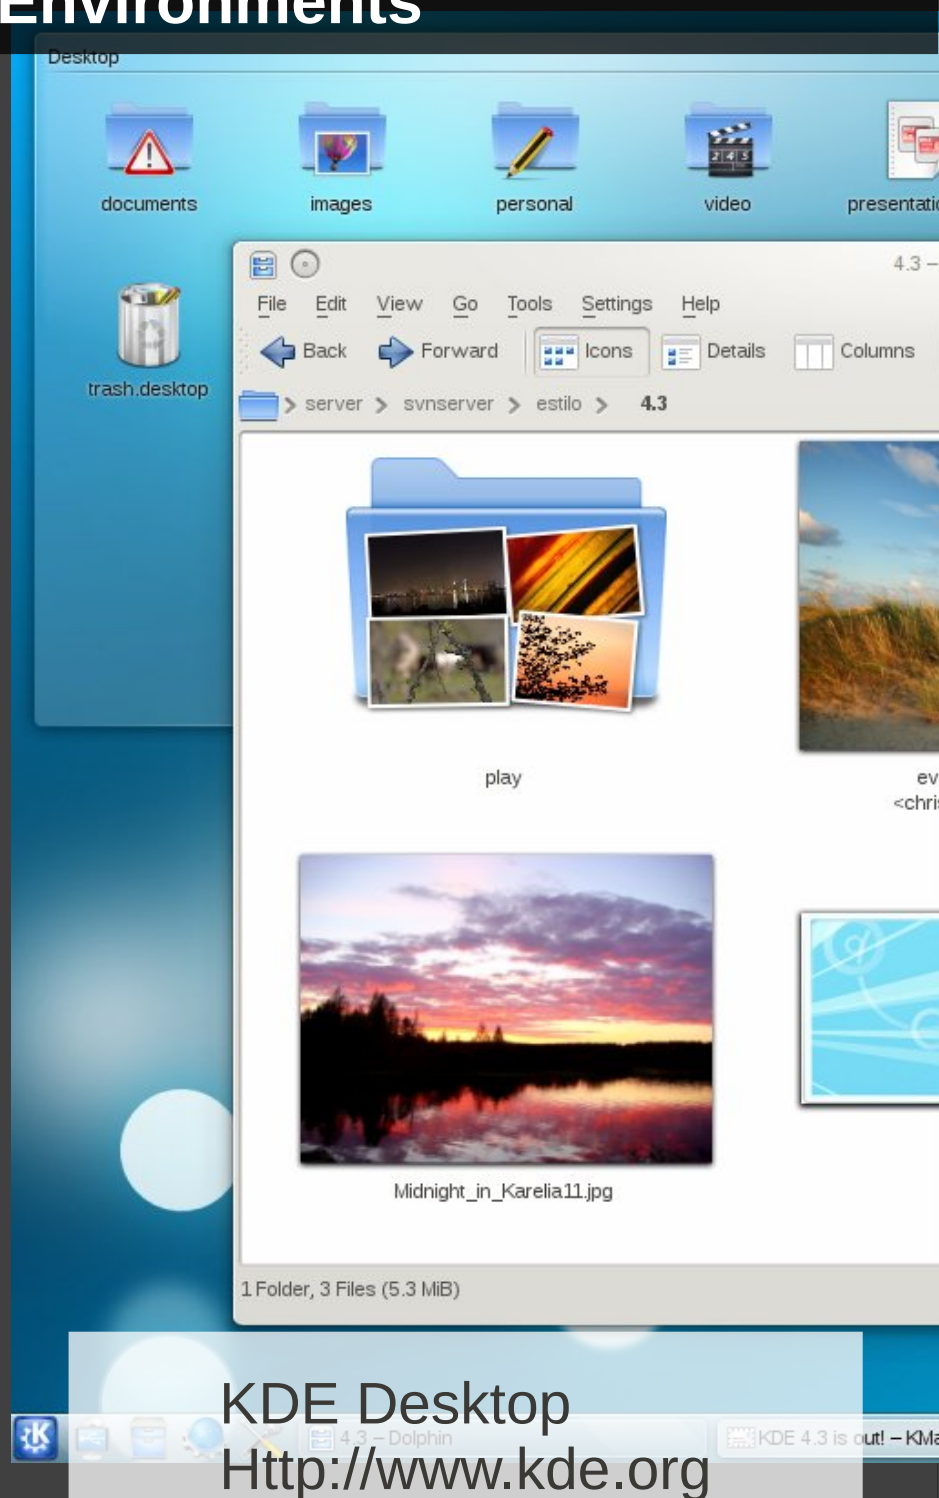 Environments
Desktop
documents images personal video
trash.desktop
4.3 –
File Edit View Go Tools Settings Help
Back Forward Icons Details Columns
server svnserver estilo 4.3
play
Midnight_in_Karelia11.jpg
1 Folder, 3 Files (5.3 MiB)
KDE Desktop
4.3 – Dolphin KDE 4.3 is out! –
Http://www.kde.org